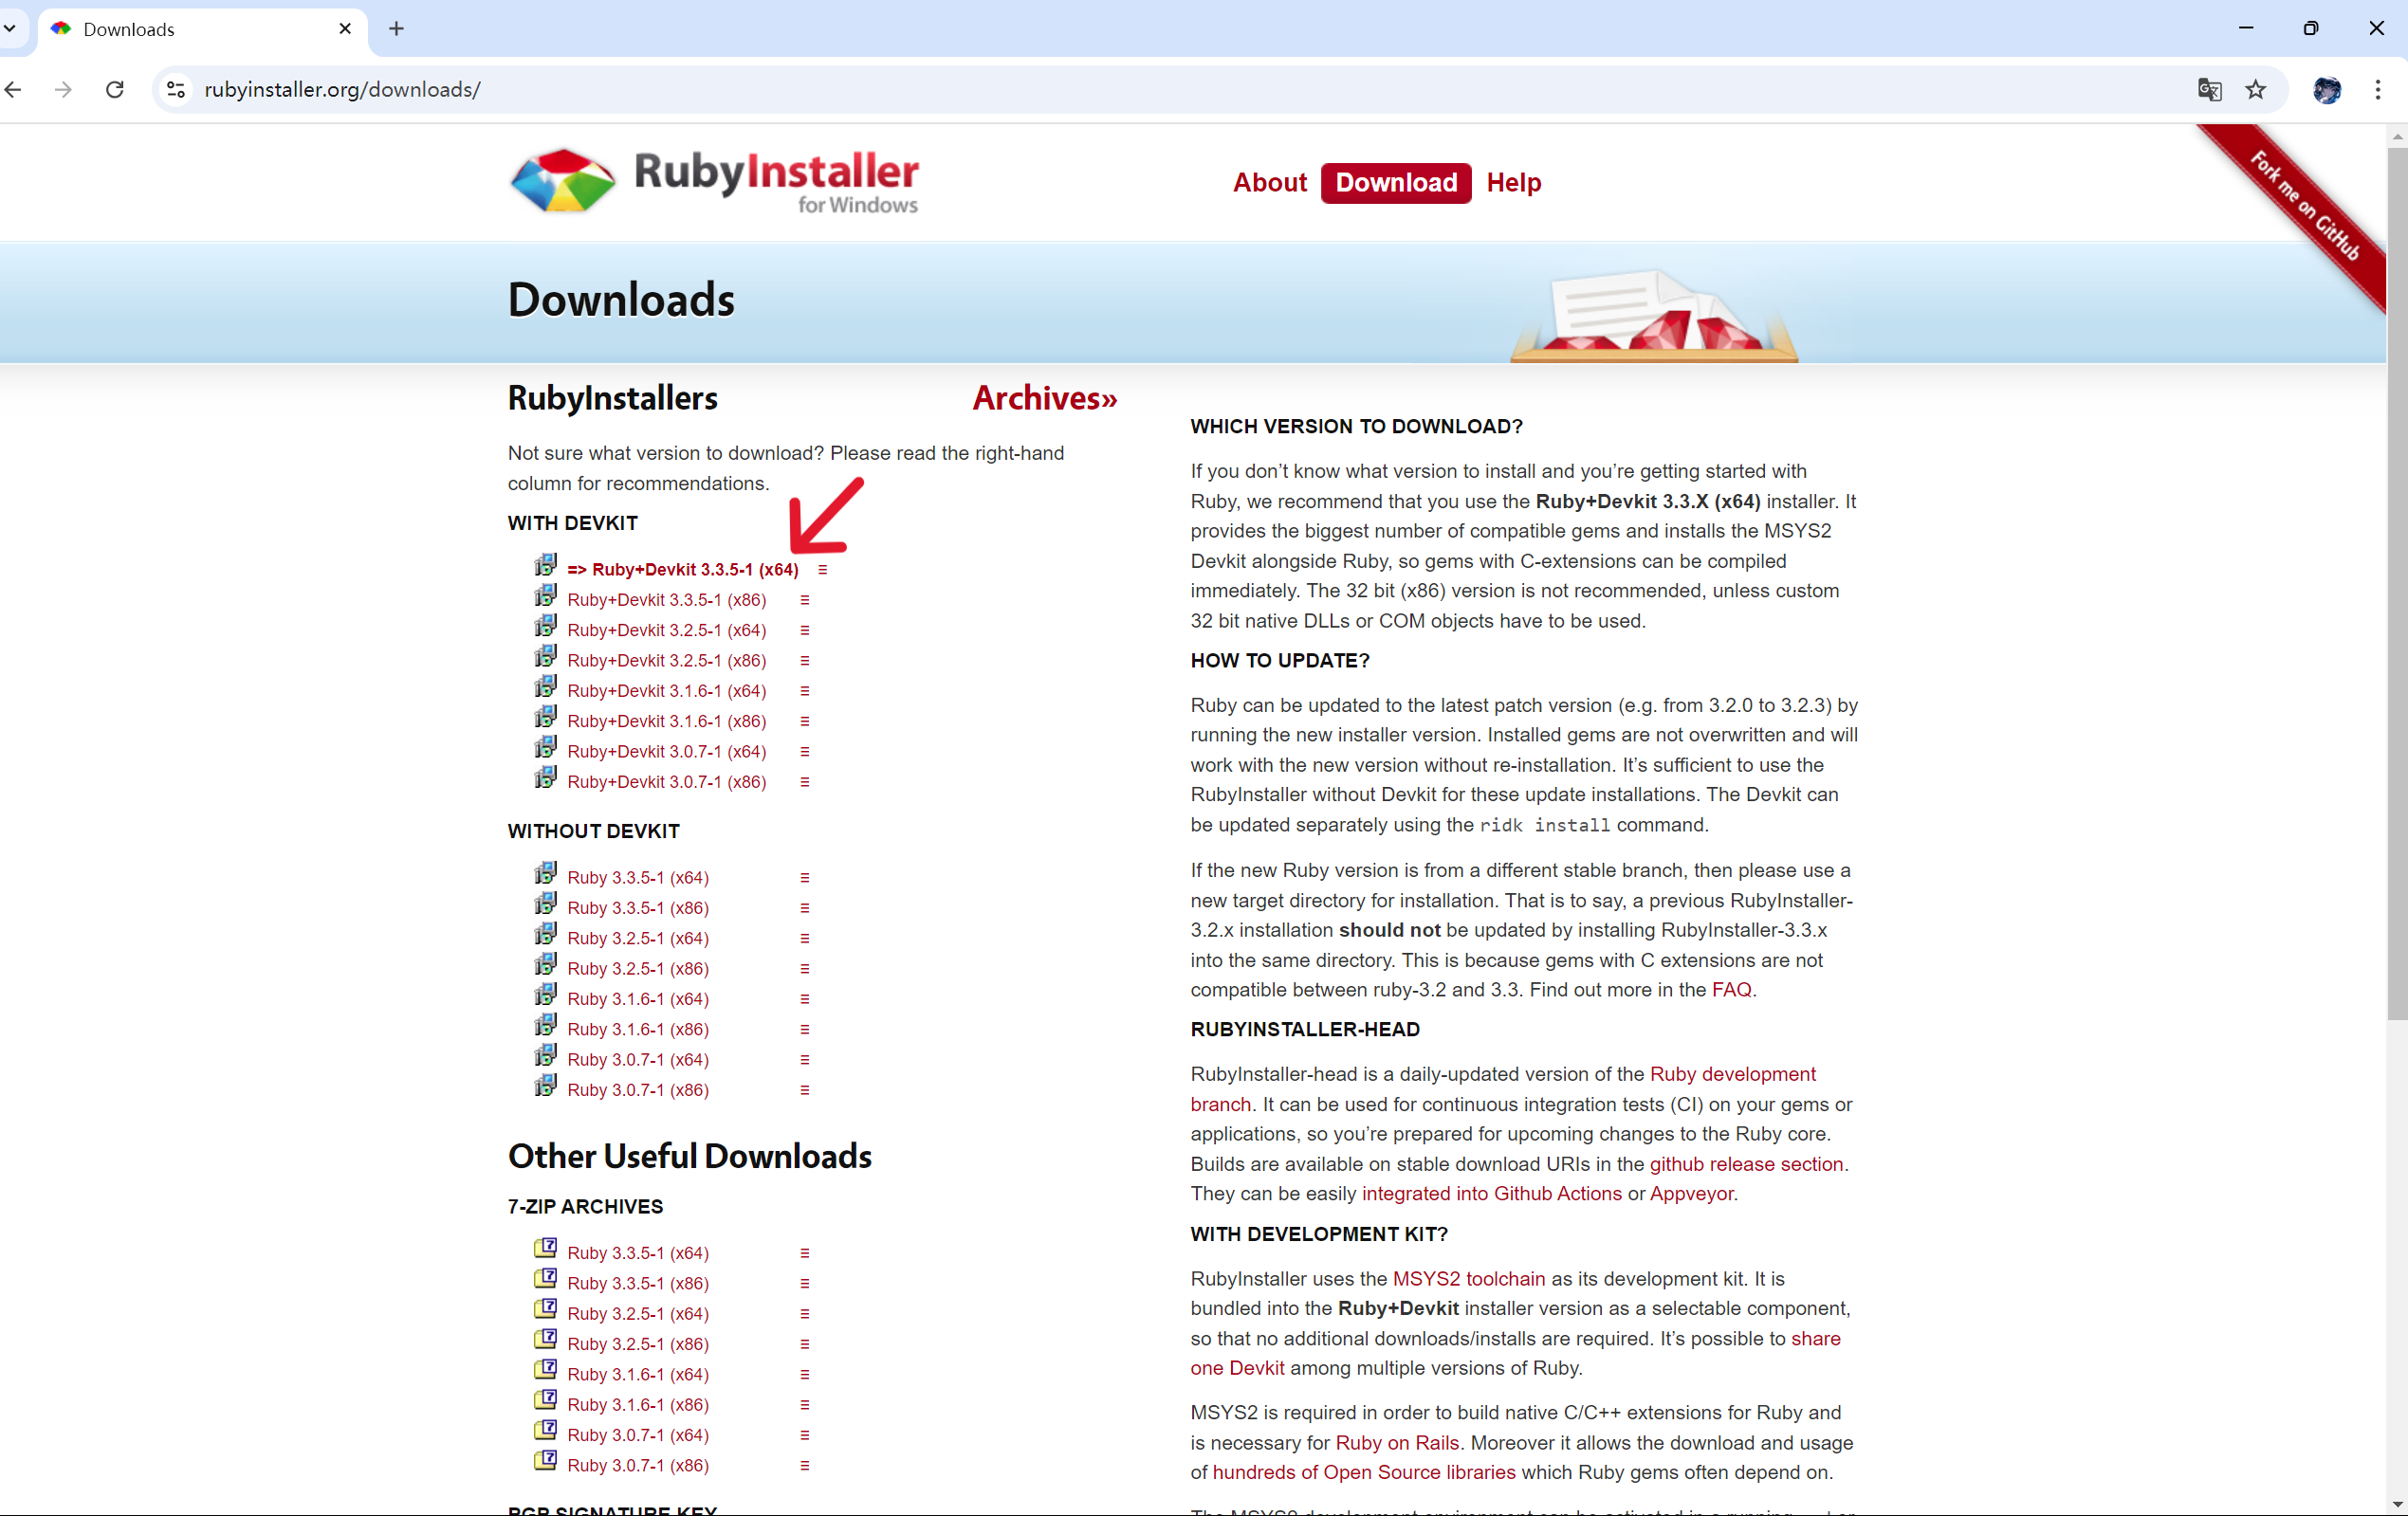 Downloads
rubyinstaller.org/downloads/
RubyInstaller
for Windows
About Download Help
Fork me on GitHub
Downloads
RubyInstallers
Archives»
Not sure what version to download? Please read the right-hand
column for recommendations.
WITH DEVKIT
=> Ruby+Devkit 3.3.5-1 (x64)
Ruby+Devkit 3.3.5-1 (x86)
Ruby+Devkit 3.2.5-1 (x64)
Ruby+Devkit 3.2.5-1 (x86)
Ruby+Devkit 3.1.6-1 (x64)
Ruby+Devkit 3.1.6-1 (x86)
Ruby+Devkit 3.0.7-1 (x64)
Ruby+Devkit 3.0.7-1 (x86)
WITHOUT DEVKIT
Ruby 3.3.5-1 (x64)
Ruby 3.3.5-1 (x86)
Ruby 3.2.5-1 (x64)
Ruby 3.2.5-1 (x86)
Ruby 3.1.6-1 (x64)
Ruby 3.1.6-1 (x86)
Ruby 3.0.7-1 (x64)
Ruby 3.0.7-1 (x86)
Other Useful Downloads
7-ZIP ARCHIVES
Ruby 3.3.5-1 (x64)
Ruby 3.3.5-1 (x86)
Ruby 3.2.5-1 (x64)
Ruby 3.2.5-1 (x86)
Ruby 3.1.6-1 (x64)
Ruby 3.1.6-1 (x86)
Ruby 3.0.7-1 (x64)
Ruby 3.0.7-1 (x86)
PGP SIGNATURE KEY
WHICH VERSION TO DOWNLOAD?
If you don’t know what version to install and you’re getting started with
Ruby, we recommend that you use the Ruby+Devkit 3.3.X (x64) installer. It
provides the biggest number of compatible gems and installs the MSYS2
Devkit alongside Ruby, so gems with C-extensions can be compiled
immediately. The 32 bit (x86) version is not recommended, unless custom
32 bit native DLLs or COM objects have to be used.
HOW TO UPDATE?
Ruby can be updated to the latest patch version (e.g. from 3.2.0 to 3.2.3) by
running the new installer version. Installed gems are not overwritten and will
work with the new version without re-installation. It’s sufficient to use the
RubyInstaller without Devkit for these update installations. The Devkit can
be updated separately using the ridk install command.
If the new Ruby version is from a different stable branch, then please use a
new target directory for installation. That is to say, a previous RubyInstaller-
3.2.x installation should not be updated by installing RubyInstaller-3.3.x
into the same directory. This is because gems with C extensions are not
compatible between ruby-3.2 and 3.3. Find out more in the FAQ.
RUBYINSTALLER-HEAD
RubyInstaller-head is a daily-updated version of the Ruby development
branch. It can be used for continuous integration tests (CI) on your gems or
applications, so you’re prepared for upcoming changes to the Ruby core.
Builds are available on stable download URIs in the github release section.
They can be easily integrated into Github Actions or Appveyor.
WITH DEVELOPMENT KIT?
RubyInstaller uses the MSYS2 toolchain as its development kit. It is
bundled into the Ruby+Devkit installer version as a selectable component,
so that no additional downloads/installs are required. It’s possible to share
one Devkit among multiple versions of Ruby.
MSYS2 is required in order to build native C/C++ extensions for Ruby and
is necessary for Ruby on Rails. Moreover it allows the download and usage
of hundreds of Open Source libraries which Ruby gems often depend on.
The MSYS2 development environment can be activated in a running